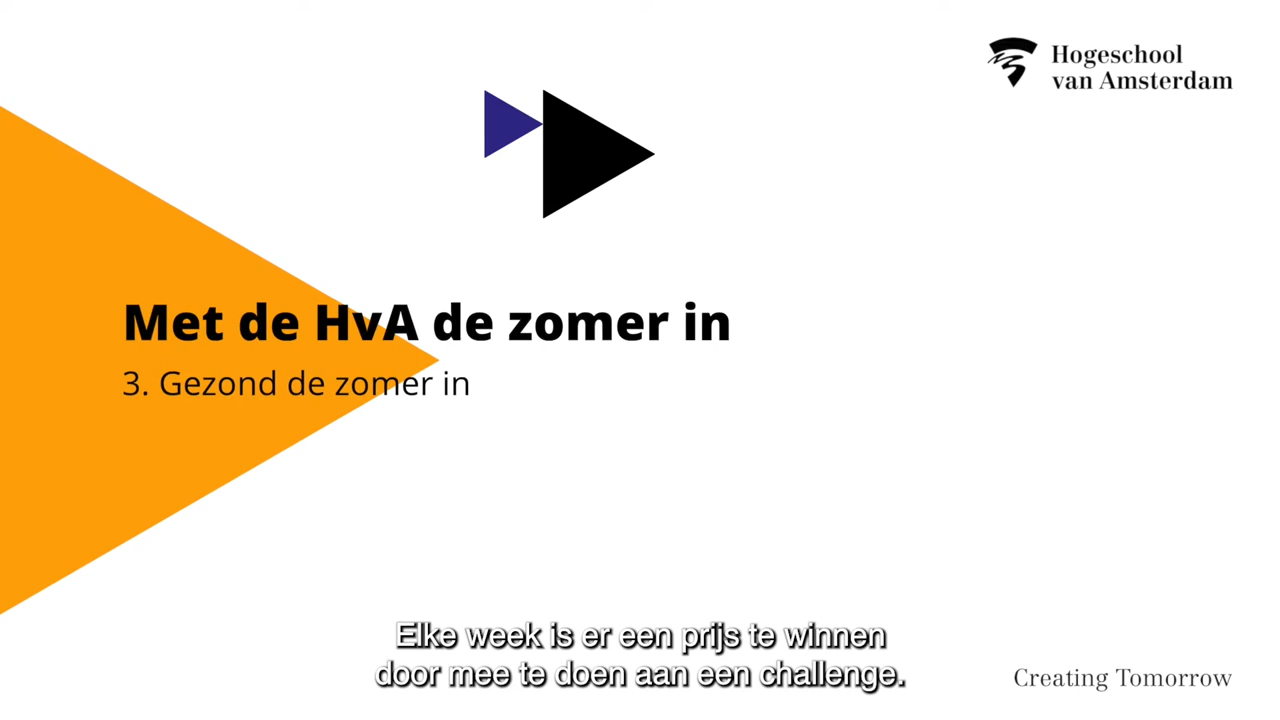 Hogeschool
van Amsterdam
Met de HvA de zomer in
3. Gezond de zomer in
Elke week is er een prijs te winnen
door mee te doen aan een challenge.
Creating Tomorrow